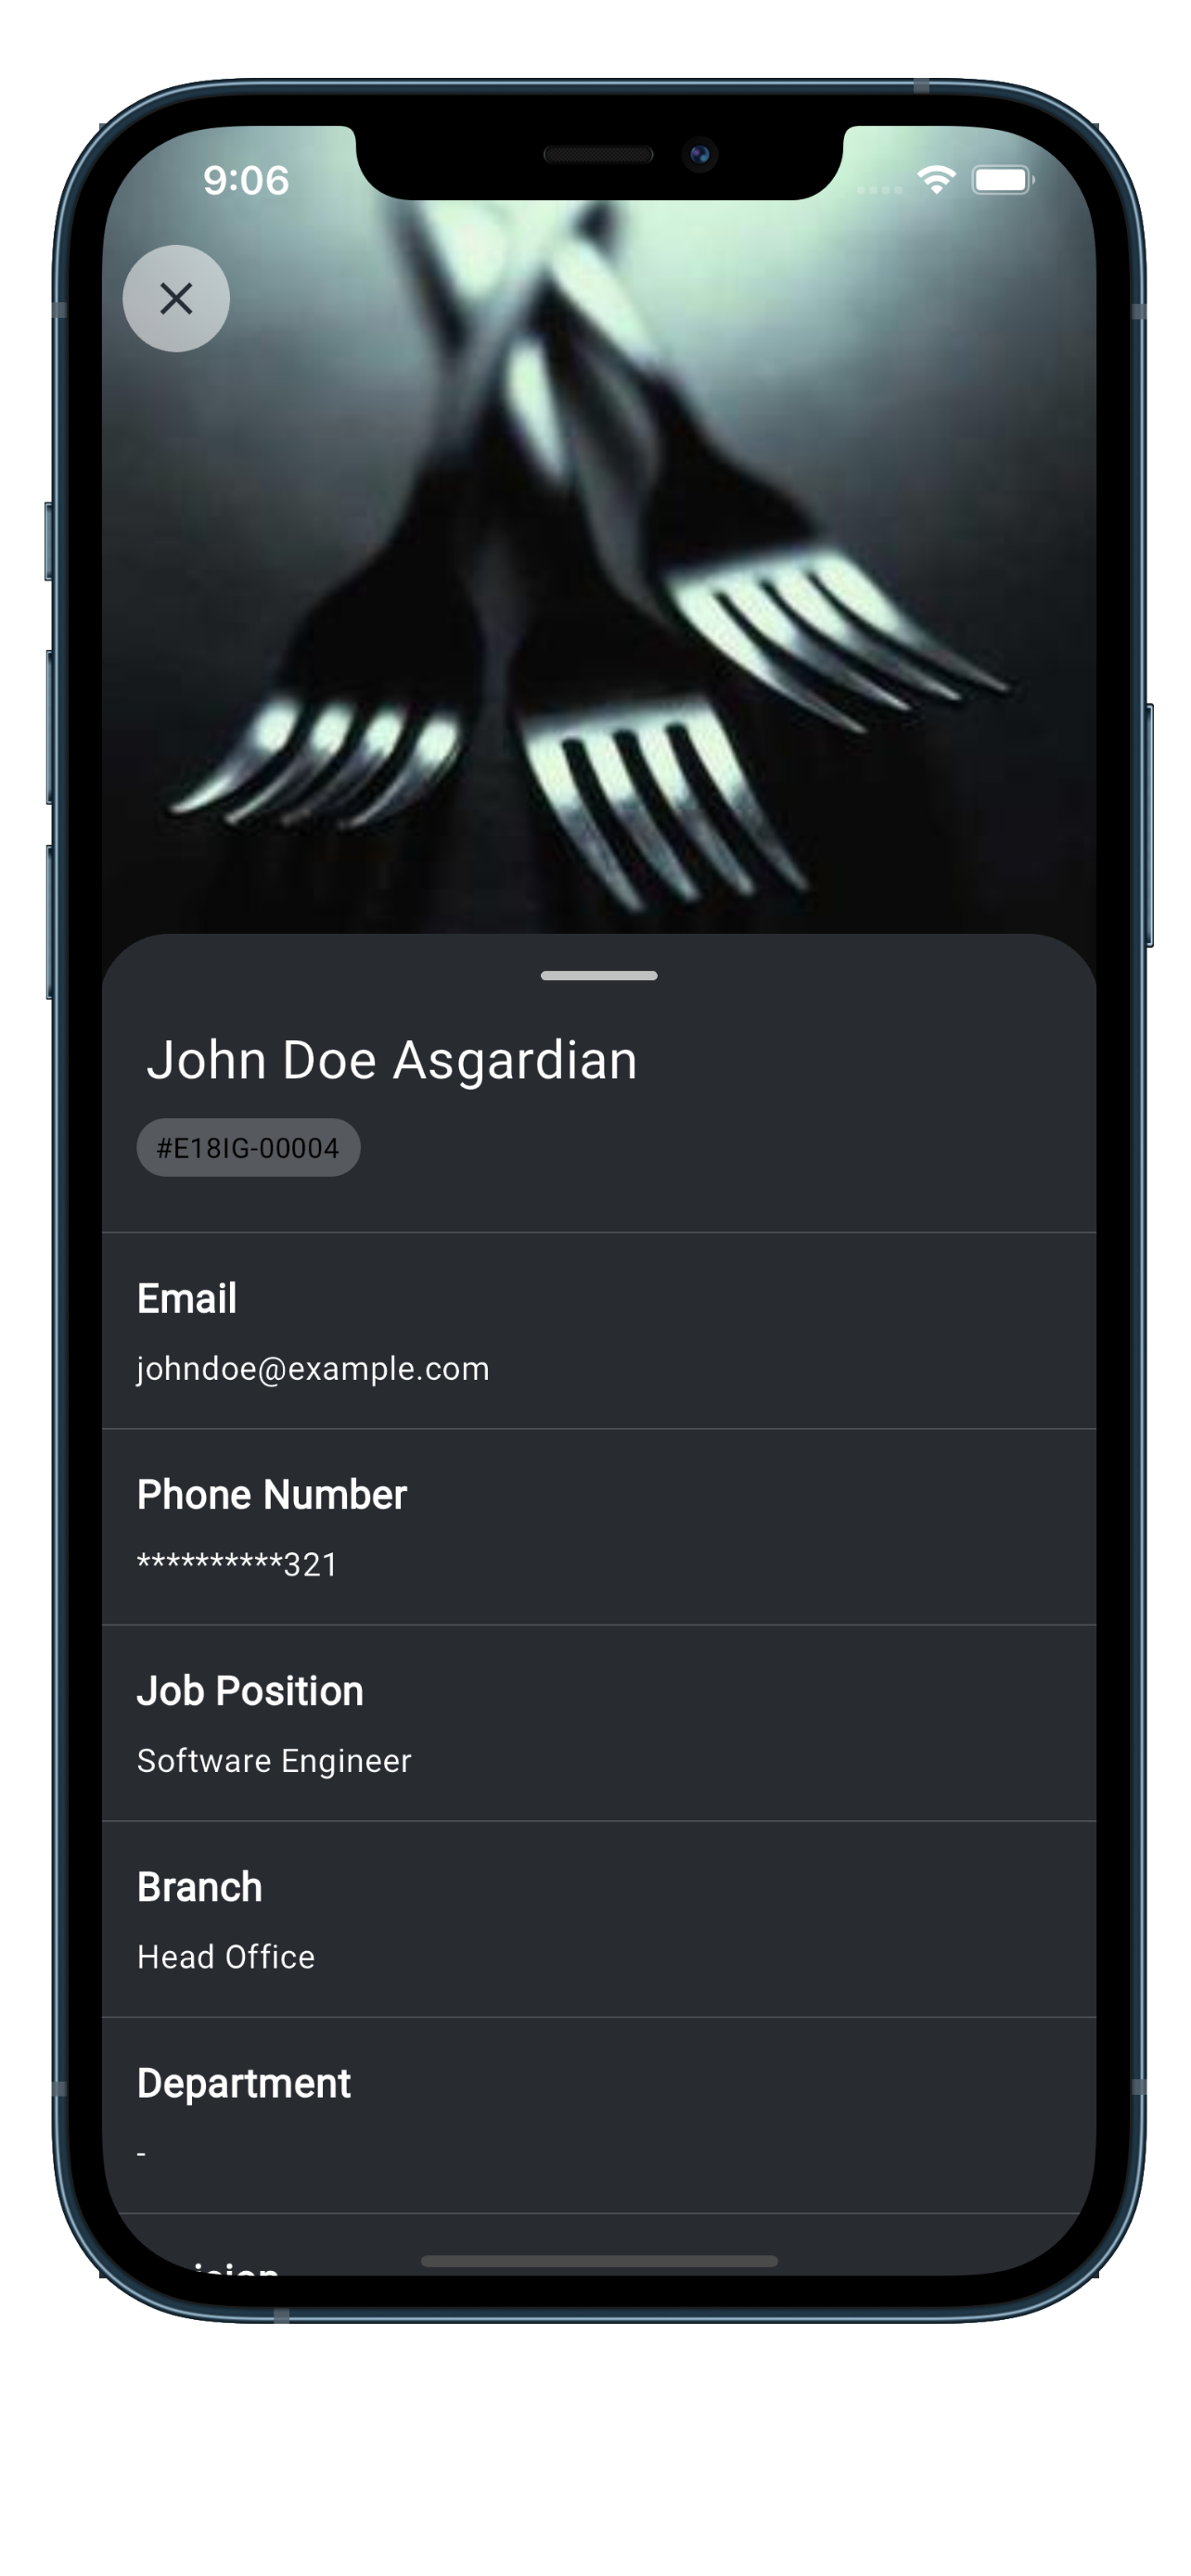 9:06
John Doe Asgardian
#E18IG-00004
Email
johndoe@example.com
Phone Number
**********321
Job Position
Software Engineer
Branch
Head Office
Department
-